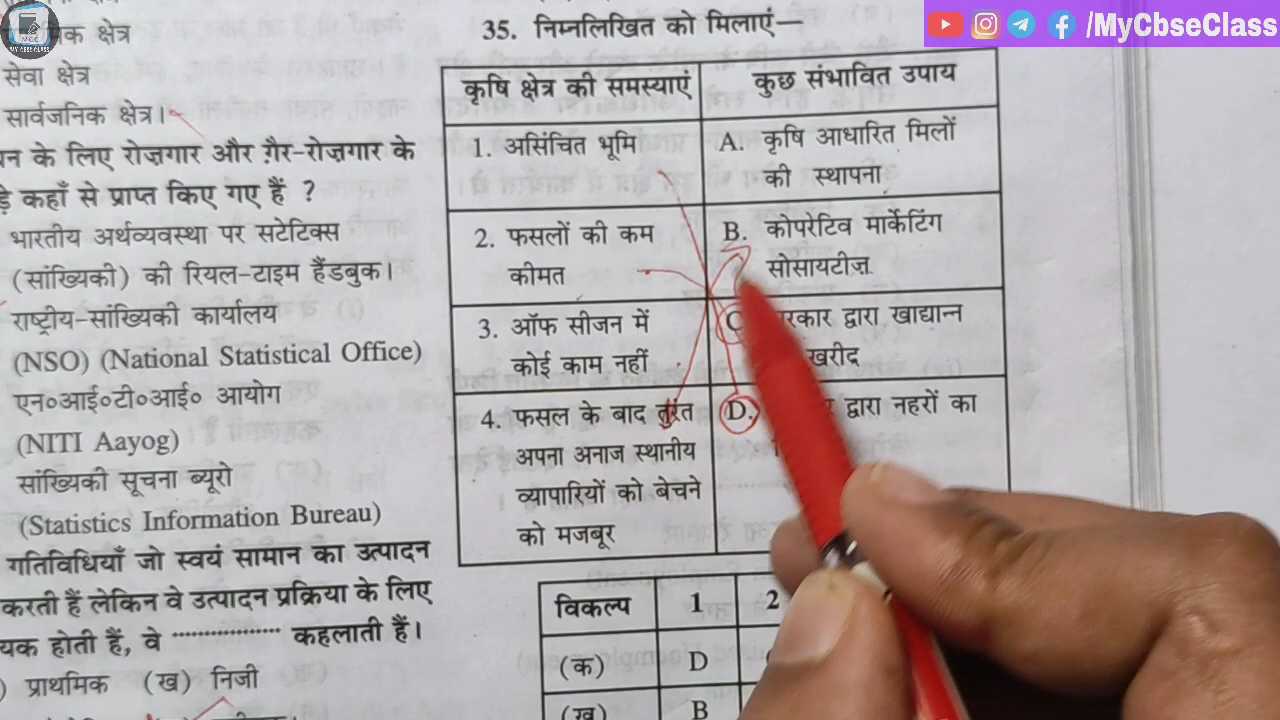 MY CBSE CLASS
/MyCbseClass
क्षेत्र
सेवा क्षेत्र
सार्वजनिक क्षेत्र।
के लिए रोज़गार और ग़ैर-रोज़गार के
कहाँ से प्राप्त किए गए हैं ?
भारतीय अर्थव्यवस्था पर सटेटिक्स
(सांख्यिकी) की रियल-टाइम हैंडबुक।
राष्ट्रीय-सांख्यिकी कार्यालय
(NSO) (National Statistical Office)
एन०आई०टी०आई० आयोग
(NITI Aayog)
सांख्यिकी सूचना ब्यूरो
(Statistics Information Bureau)
गतिविधियाँ जो स्वयं सामान का उत्पादन
करती हैं लेकिन वे उत्पादन प्रक्रिया के लिए
होती हैं, वे ................ कहलाती हैं।
प्राथमिक (ख) निजी
35. निम्नलिखित को मिलाएं—
कृषि क्षेत्र की समस्याएं कुछ संभावित उपाय
1. असिंचित भूमि A. कृषि आधारित मिलों
की स्थापना
2. फसलों की कम B. कोपरेटिव मार्केटिंग
कीमत सोसायटीज़
3. ऑफ सीजन में C द्वारा खाद्यान्न
कोई काम नहीं खरीद
4. फसल के बाद तुरंत D. द्वारा नहरों का
अपना अनाज स्थानीय
व्यापारियों को बेचने
को मजबूर
विकल्प 1 2
(क) D
(ख) B